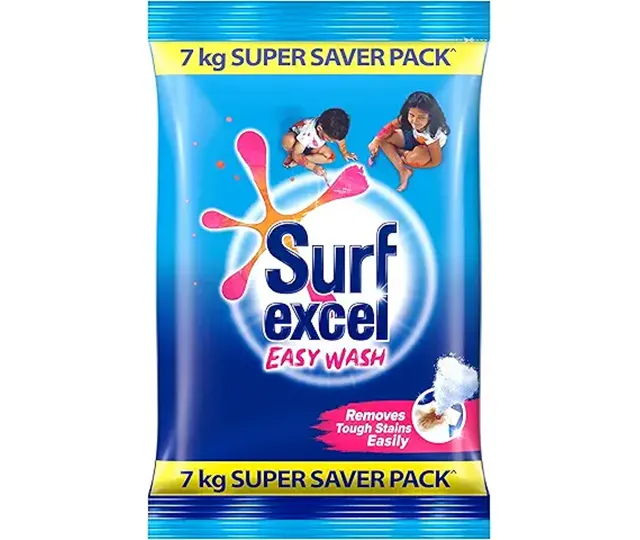 7 kg SUPER SAVER PACK^
Surf
excel
EASY WASH
Removes
Tough Stains
Easily
7 kg SUPER SAVER PACK^